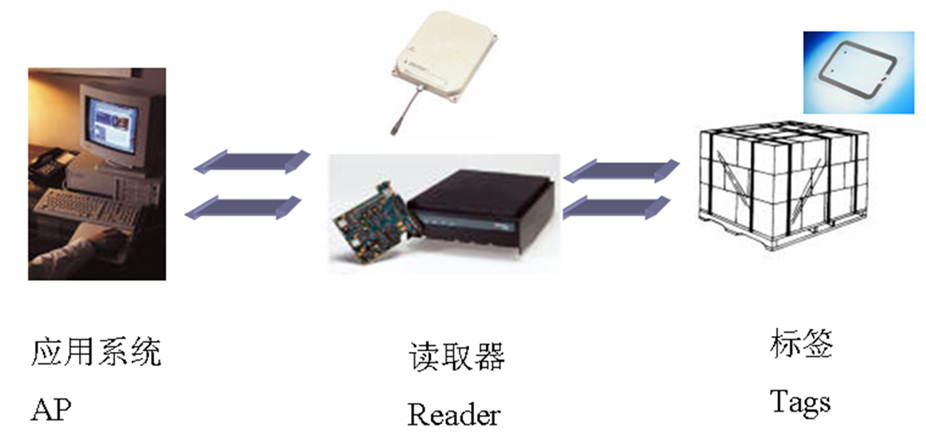 应用系统
AP
读取器
Reader
标签
Tags